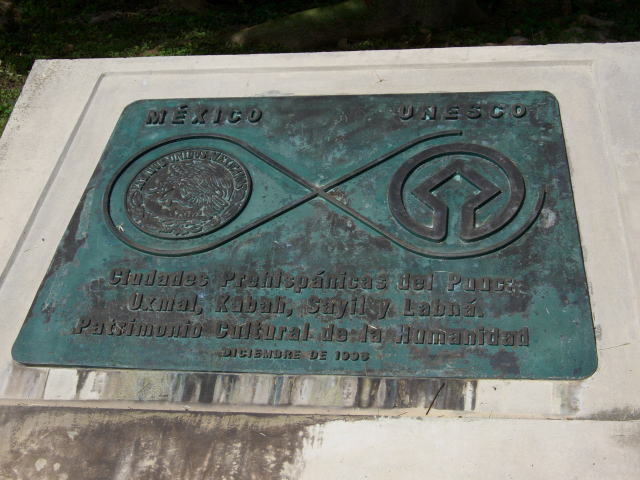 MÉXICO UNESCO
Ciudades Prehispánicas del Puuc:
Uxmal, Kabah, Sayil y Labná.
Patrimonio Cultural de la Humanidad
DICIEMBRE DE 1996